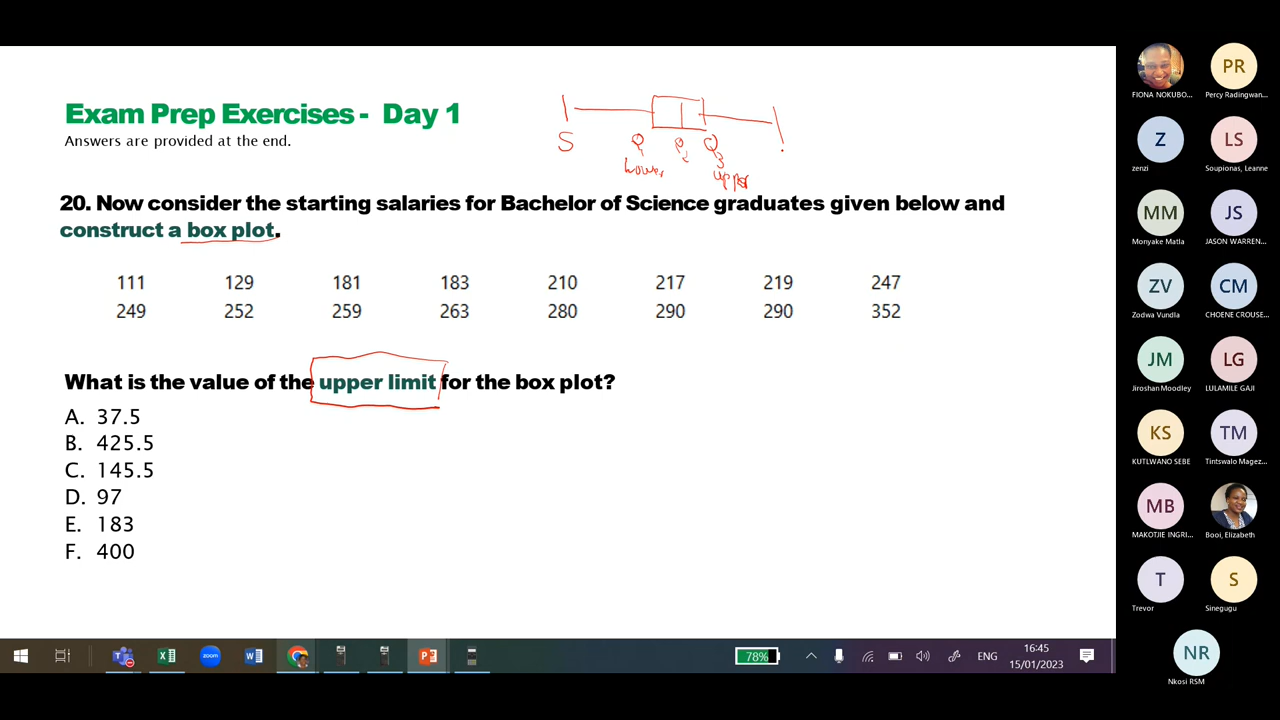 Exam Prep Exercises - Day 1
Answers are provided at the end.
S Q1 Q2 Q3
lower upper
20. Now consider the starting salaries for Bachelor of Science graduates given below and
construct a box plot.
111 129 181 183 210 217 219 247
249 252 259 263 280 290 290 352
What is the value of the upper limit for the box plot?
A. 37.5
B. 425.5
C. 145.5
D. 97
E. 183
F. 400
FIONA NOKUBO...
PR
Percy Radingwan...
Z
zenzi
LS
Soupionas, Leanne
MM
Monyake Matla
JS
JASON WARREN...
ZV
Zodwa Vundla
CM
CHOENE CROUSE...
JM
Jiroshan Moodley
LG
LULAMILE GAJI
KS
KUTLWANO SEBE
TM
Tintswalo Magez...
MB
MAKOTJIE INGRI...
Booi, Elizabeth
T
Trevor
S
Sinegugu
NR
Nkosi RSM
zoom
78%
ENG
16:45
15/01/2023